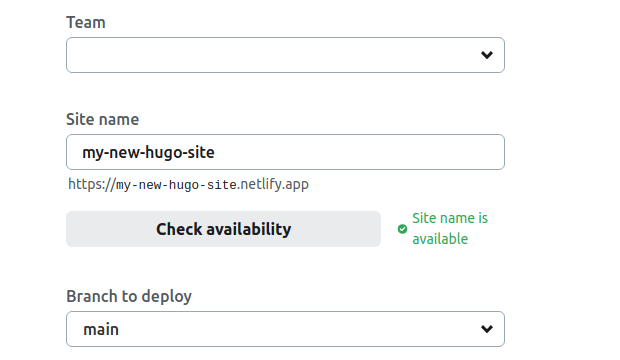 Team
Site name
my-new-hugo-site
https://my-new-hugo-site.netlify.app
Check availability
Site name is
available
Branch to deploy
main